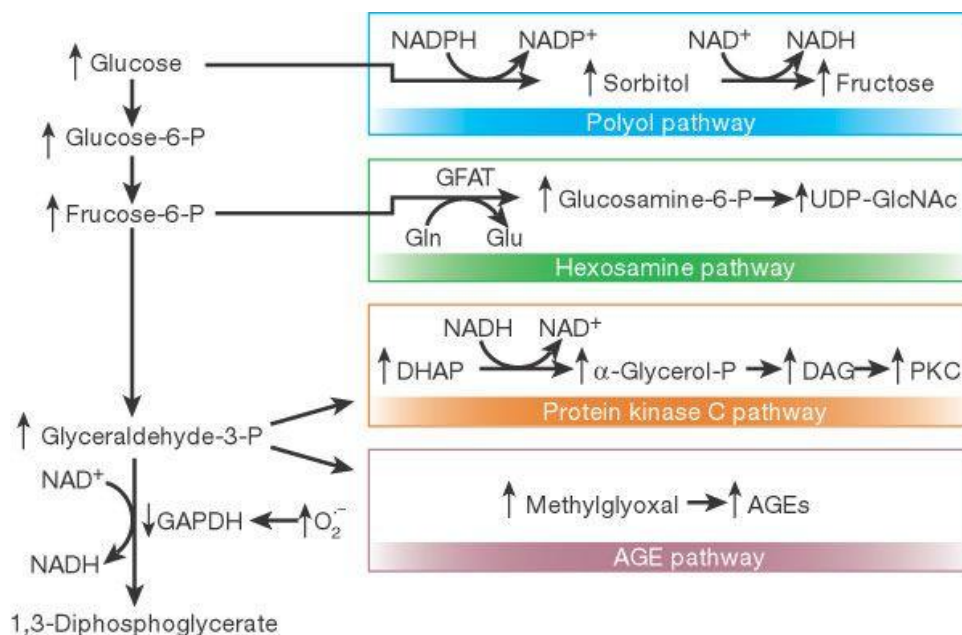 ↑ Glucose
↑ Glucose-6-P
↑ Frucose-6-P
↑ Glyceraldehyde-3-P
NAD⁺
↓GAPDH ← ↑O₂·⁻
NADH
1,3-Diphosphoglycerate
NADPH NADP⁺ NAD⁺ NADH
↑ Sorbitol ↑ Fructose
Polyol pathway
GFAT
↑ Glucosamine-6-P → ↑UDP-GlcNAc
Gln Glu
Hexosamine pathway
NADH NAD⁺
↑ DHAP → ↑ α-Glycerol-P → ↑ DAG → ↑ PKC
Protein kinase C pathway
↑ Methylglyoxal → ↑ AGEs
AGE pathway